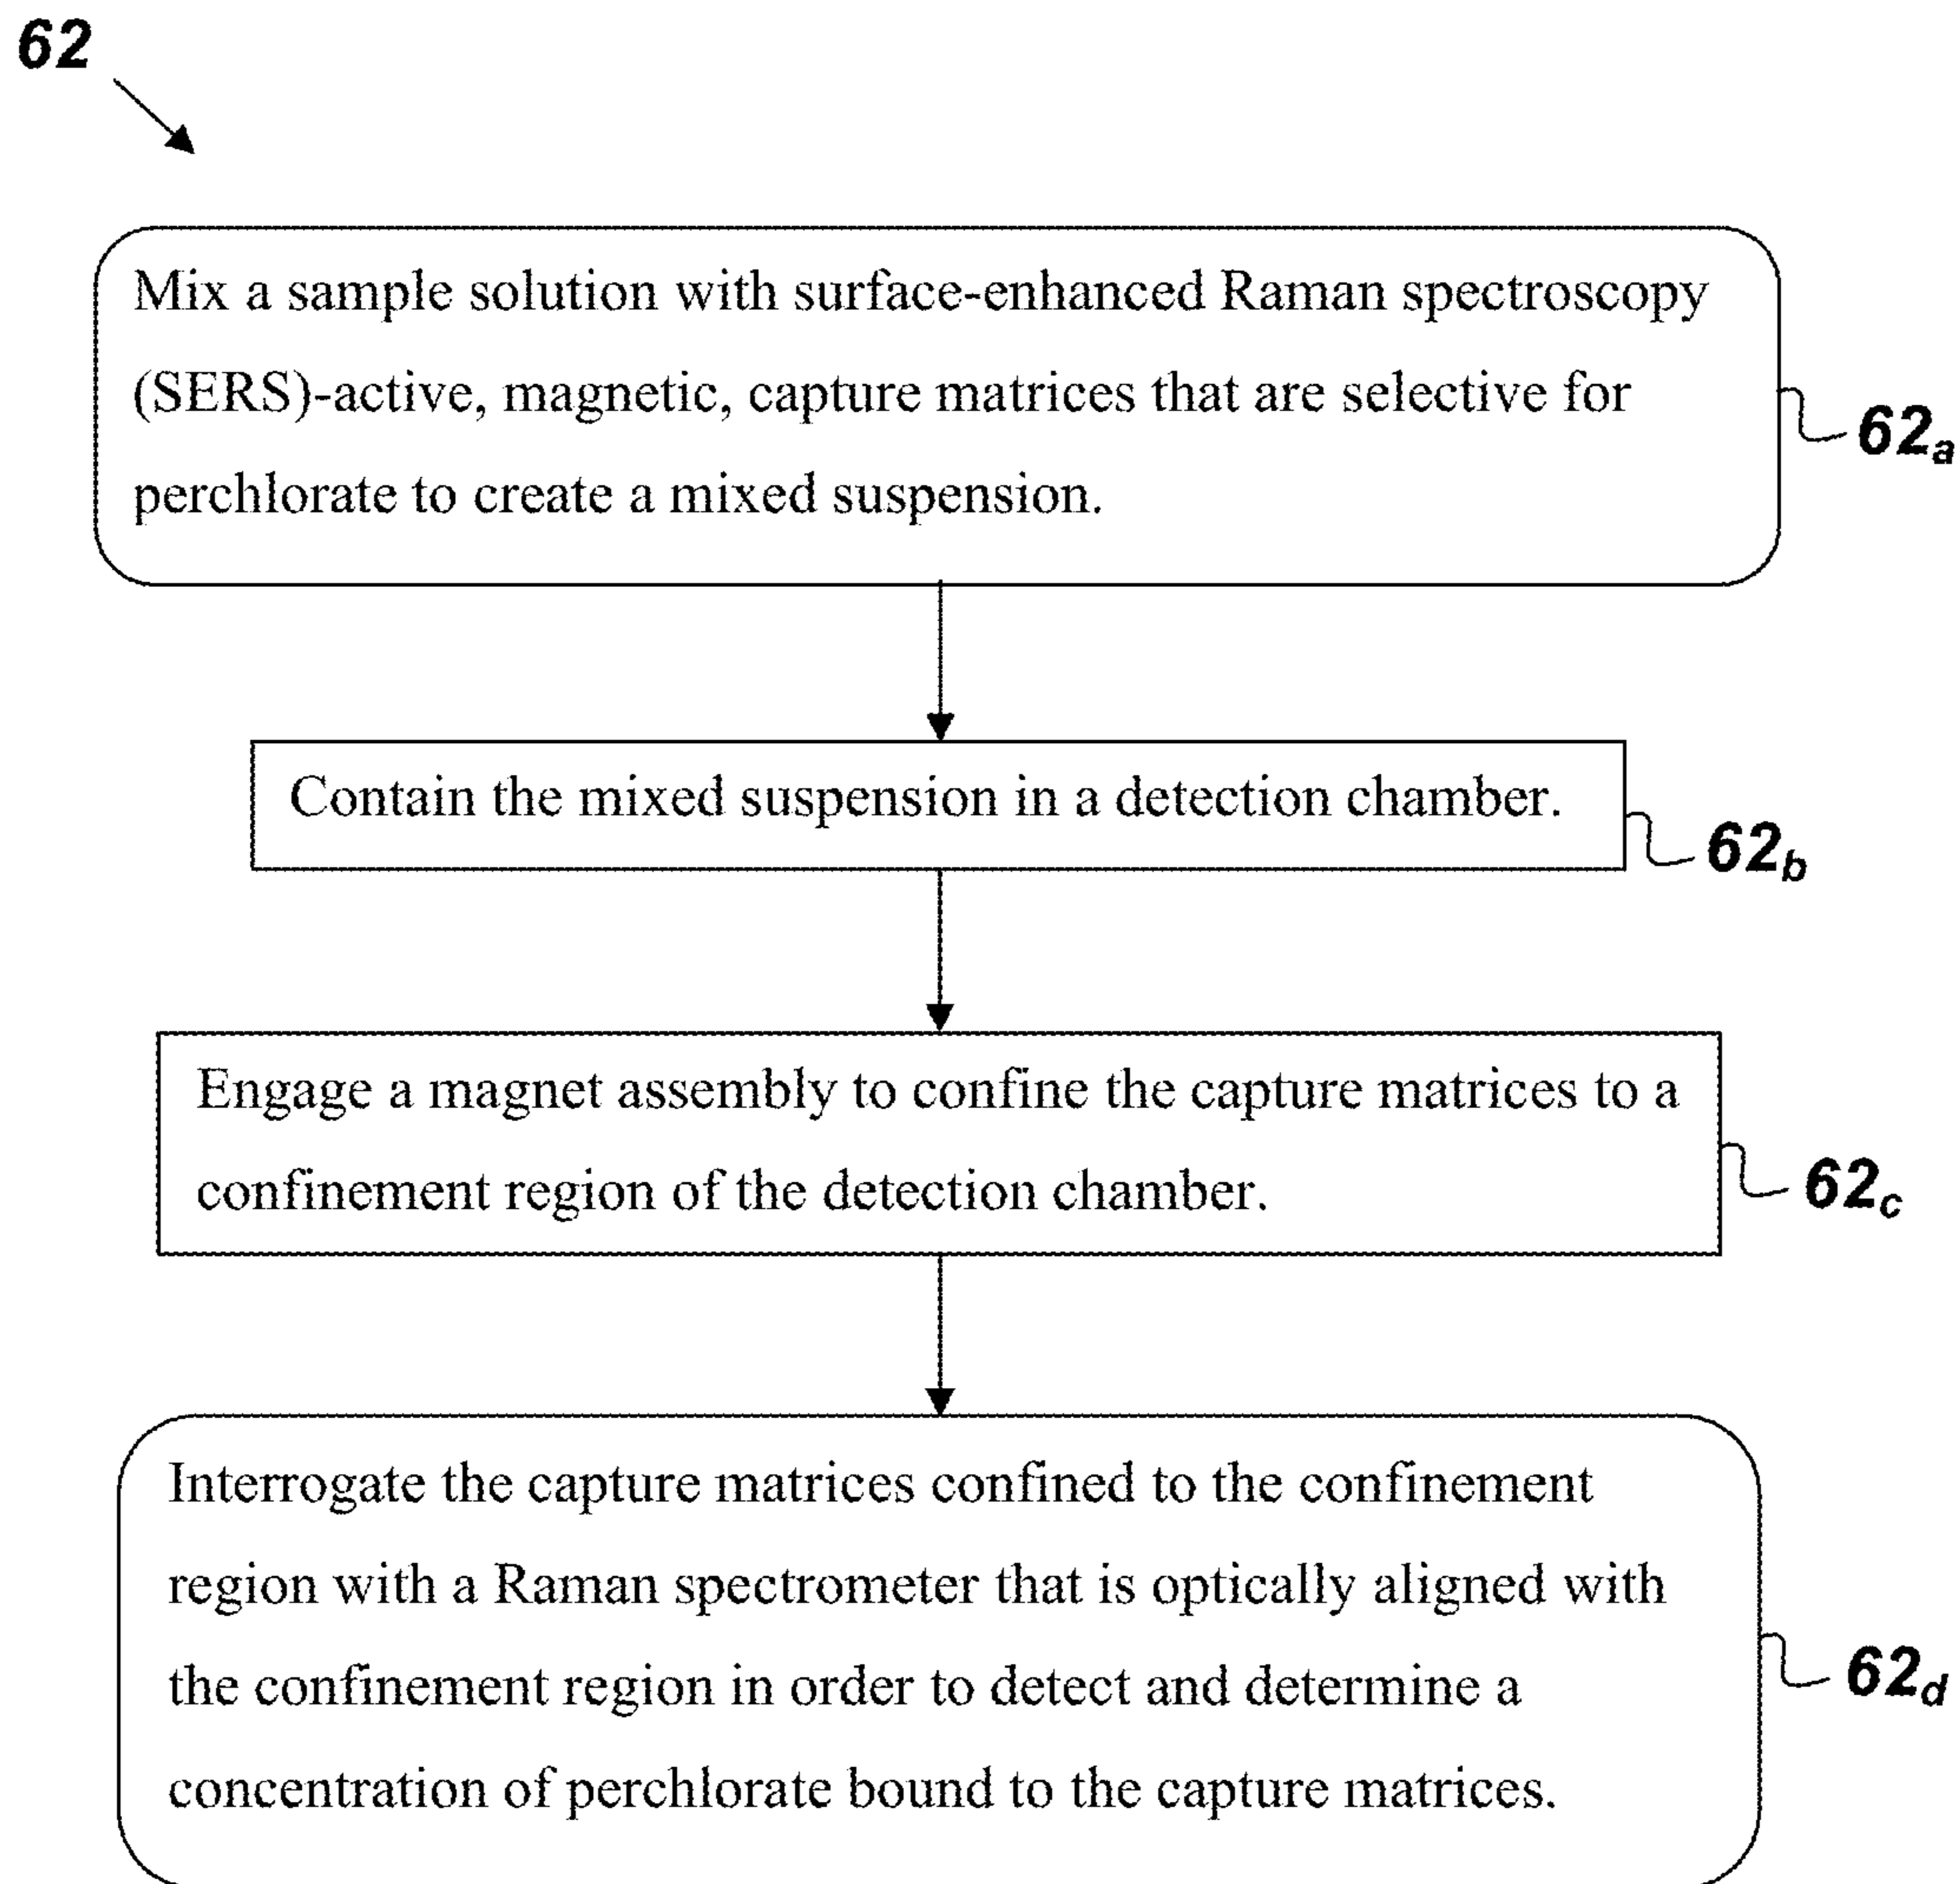 62
Mix a sample solution with surface-enhanced Raman spectroscopy
(SERS)-active, magnetic, capture matrices that are selective for
perchlorate to create a mixed suspension.
62a
Contain the mixed suspension in a detection chamber.
62b
Engage a magnet assembly to confine the capture matrices to a
confinement region of the detection chamber.
62c
Interrogate the capture matrices confined to the confinement
region with a Raman spectrometer that is optically aligned with
the confinement region in order to detect and determine a
concentration of perchlorate bound to the capture matrices.
62d